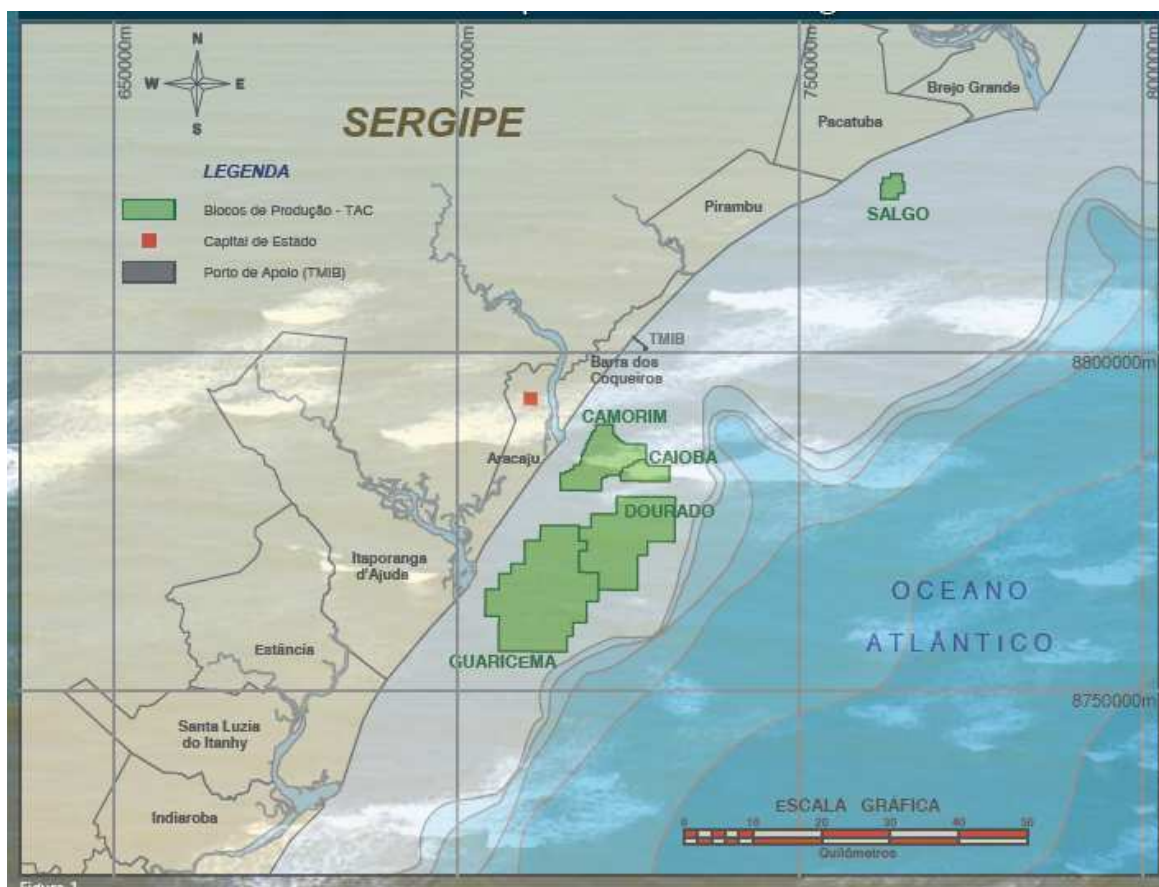 650000m
700000m
750000m
800000m
N
W E
S
SERGIPE
LEGENDA
Blocos de Produção - TAC
Capital de Estado
Porto de Apoio (TMIB)
Brejo Grande
Pacatuba
Pirambu
SALGO
TMIB
Barra dos
Coqueiros
8800000m
CAMORIM
Aracaju
CAIOBA
DOURADO
Itaporanga
d'Ajuda
OCEANO
ATLÂNTICO
Estância
GUARICEMA
8750000m
Santa Luzia
do Itanhy
Indiaroba
ESCALA GRÁFICA
0 10 20 30 40 50
Quilômetros
Figura 1